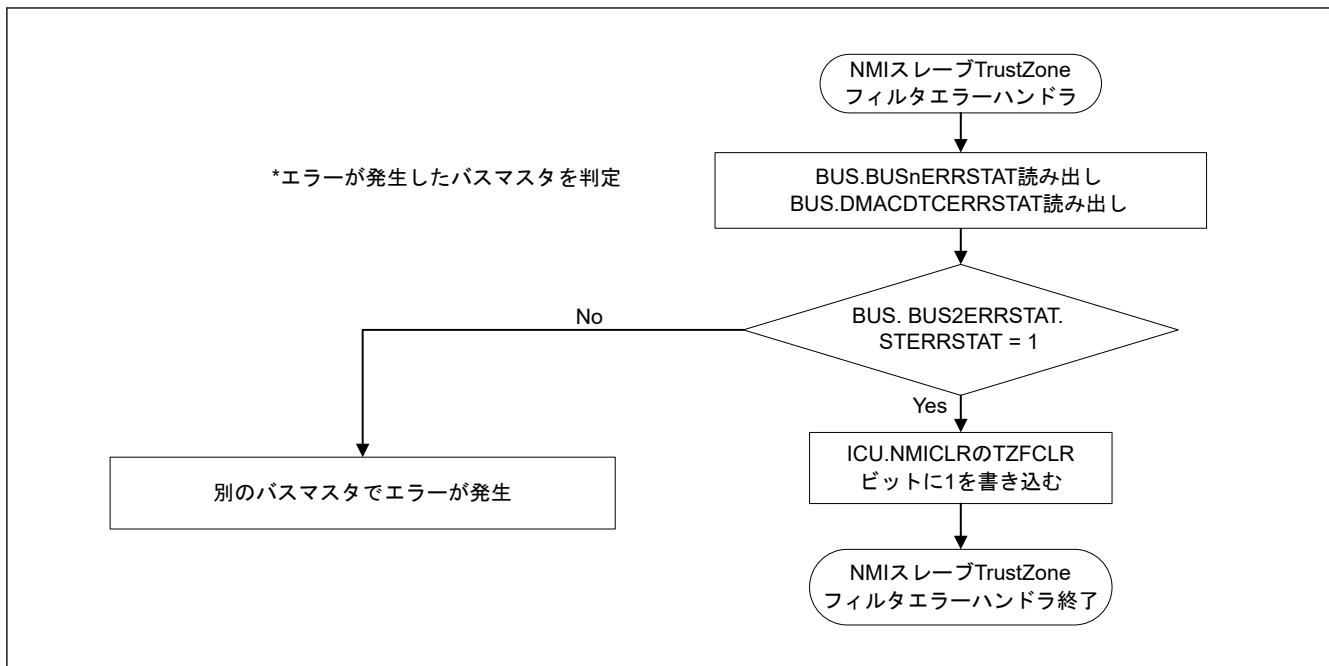 NMIスレーブTrustZone
フィルタエラーハンドラ
*エラーが発生したバスマスタを判定
BUS.BUSnERRSTAT読み出し
BUS.DMACDTCERRSTAT読み出し
BUS. BUS2ERRSTAT.
STERRSTAT = 1
No
Yes
別のバスマスタでエラーが発生
ICU.NMICLRのTZFCLR
ビットに1を書き込む
NMIスレーブTrustZone
フィルタエラーハンドラ終了